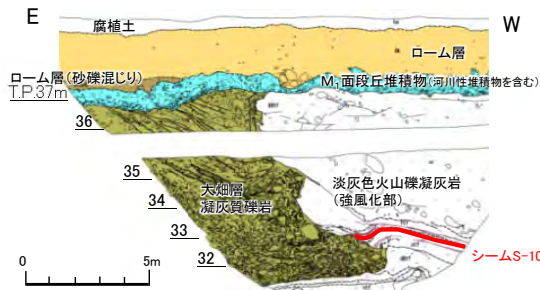 E
W
腐植土
ローム層
ローム層(砂礫混じり)
M₁面段丘堆積物(河川性堆積物を含む)
T.P.37m
36
35
34
33
32
大畑層
凝灰質礫岩
淡灰色火山礫凝灰岩
(強風化部)
シームS-10
0
5m